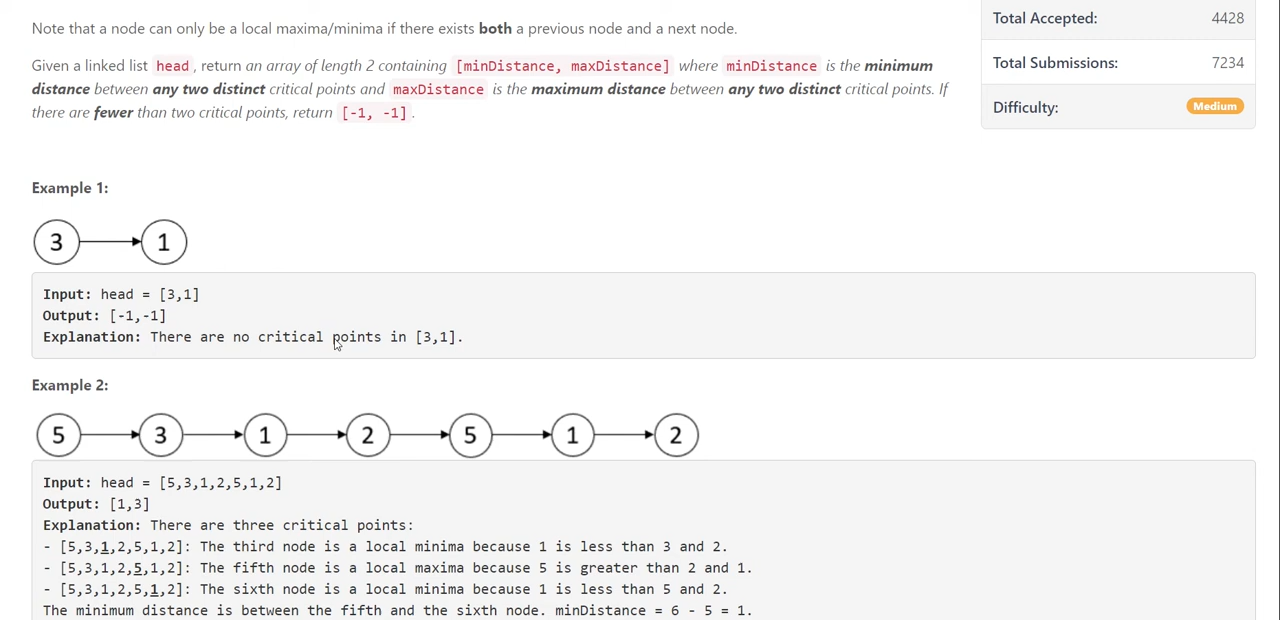 Note that a node can only be a local maxima/minima if there exists both a previous node and a next node.
Given a linked list head, return an array of length 2 containing [minDistance, maxDistance] where minDistance is the minimum
distance between any two distinct critical points and maxDistance is the maximum distance between any two distinct critical points. If
there are fewer than two critical points, return [-1, -1].
Total Accepted: 4428
Total Submissions: 7234
Difficulty: Medium
Example 1:
3 1
Input: head = [3,1]
Output: [-1,-1]
Explanation: There are no critical points in [3,1].
Example 2:
5 3 1 2 5 1 2
Input: head = [5,3,1,2,5,1,2]
Output: [1,3]
Explanation: There are three critical points:
- [5,3,1,2,5,1,2]: The third node is a local minima because 1 is less than 3 and 2.
- [5,3,1,2,5,1,2]: The fifth node is a local maxima because 5 is greater than 2 and 1.
- [5,3,1,2,5,1,2]: The sixth node is a local minima because 1 is less than 5 and 2.
The minimum distance is between the fifth and the sixth node. minDistance = 6 - 5 = 1.